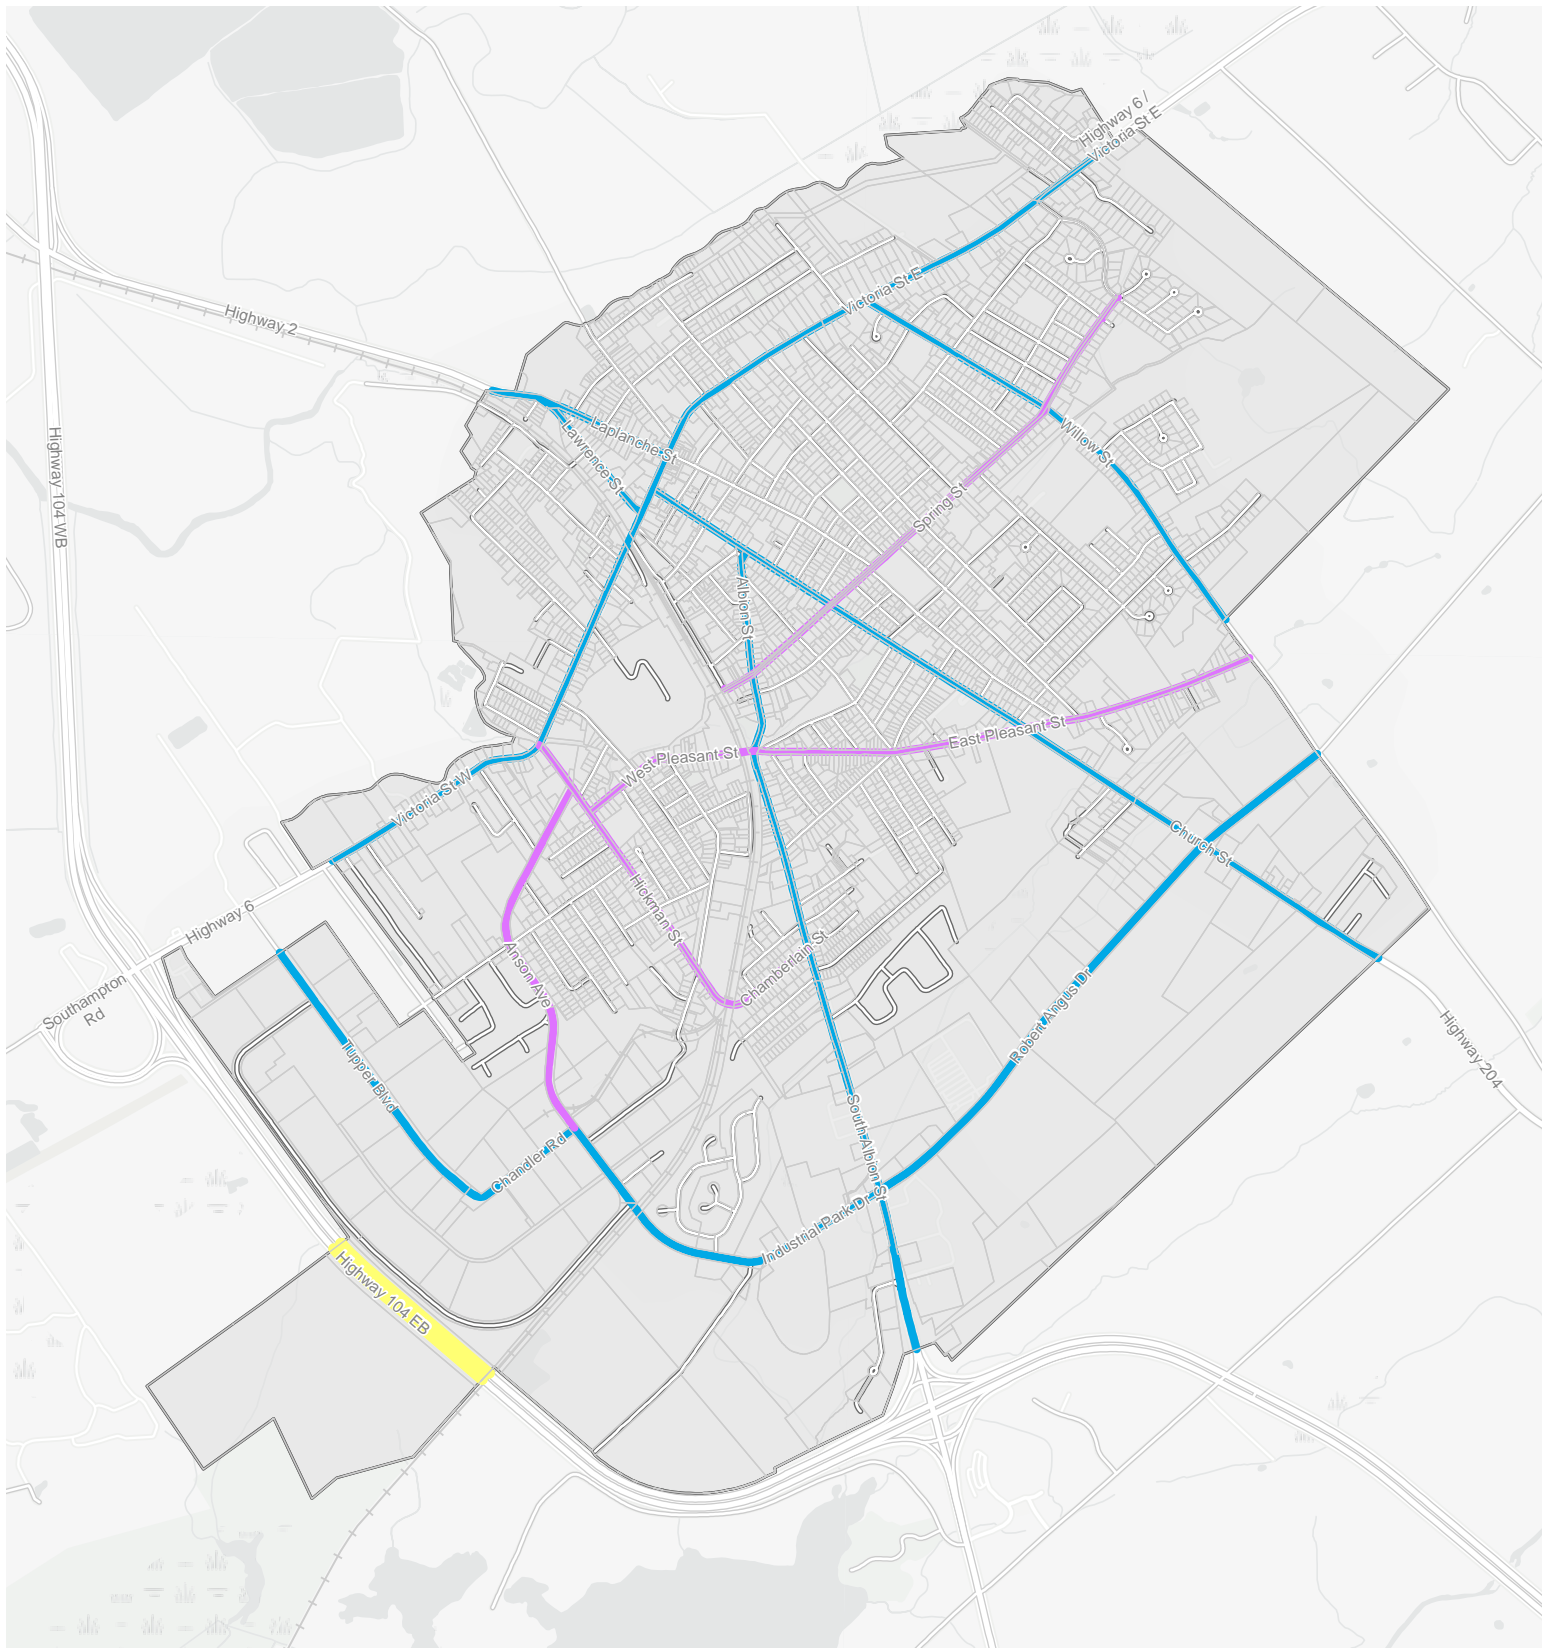 Highway 6 /
Victoria St E
Highway 2
Victoria St E
Laplanche St
Lawrence St
Willow St
Highway 104 WB
Spring St
Albion St
East Pleasant St
West Pleasant St
Victoria St W
Church St
Hickman St
Highway 6
Anson Ave
Chamberlain St
Southampton
Rd
Robert Angus Dr
Highway 204
Tupper Blvd
South Albion St
Chandler Rd
Industrial Park Dr
Highway 104 EB